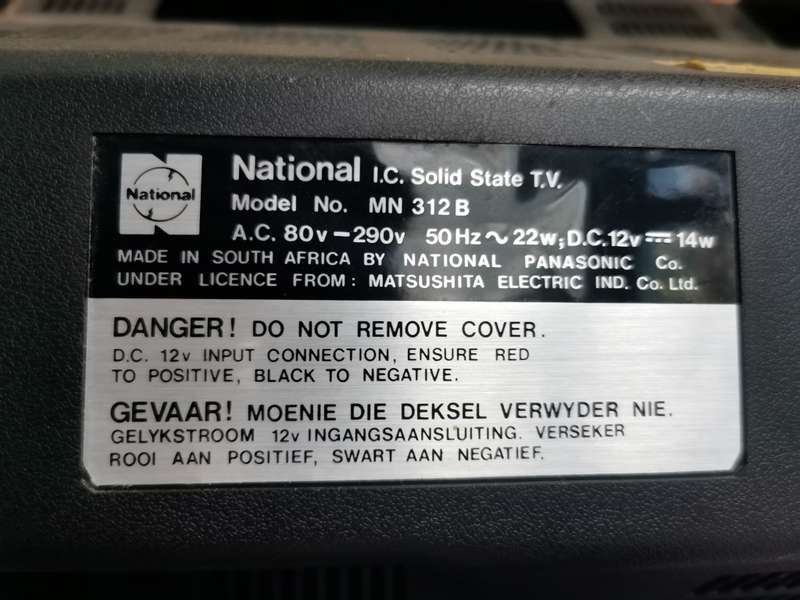 National
National I.C. Solid State T.V.
Model No. MN 312 B
A.C. 80v – 290v 50Hz ~ 22w; D.C. 12v ⎓ 14w
MADE IN SOUTH AFRICA BY NATIONAL PANASONIC Co.
UNDER LICENCE FROM: MATSUSHITA ELECTRIC IND. Co. Ltd.
DANGER! DO NOT REMOVE COVER.
D.C. 12v INPUT CONNECTION, ENSURE RED
TO POSITIVE, BLACK TO NEGATIVE.
GEVAAR! MOENIE DIE DEKSEL VERWYDER NIE.
GELYKSTROOM 12v INGANGSAANSLUITING. VERSEKER
ROOI AAN POSITIEF, SWART AAN NEGATIEF.